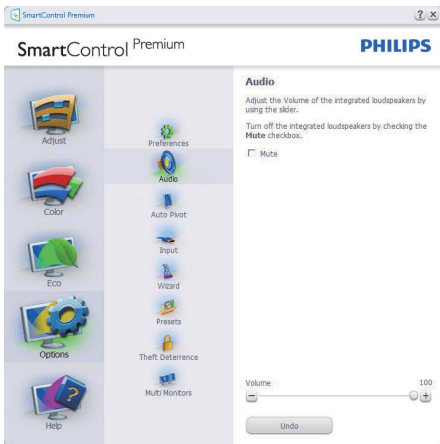 SmartControl Premium
? x
SmartControl Premium
PHILIPS
Adjust
Color
Eco
Options
Help
Preferences
Audio
Auto Pivot
Input
Wizard
Presets
Theft Deterrence
1 2
Multi Monitors
Audio
Adjust the Volume of the integrated loudspeakers by
using the slider.
Turn off the integrated loudspeakers by checking the
Mute checkbox.
Mute
Volume 100
Undo